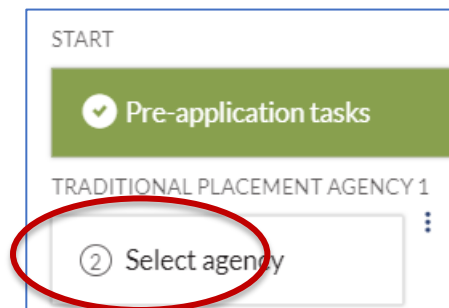 START
Pre-application tasks
TRADITIONAL PLACEMENT AGENCY 1
2 Select agency